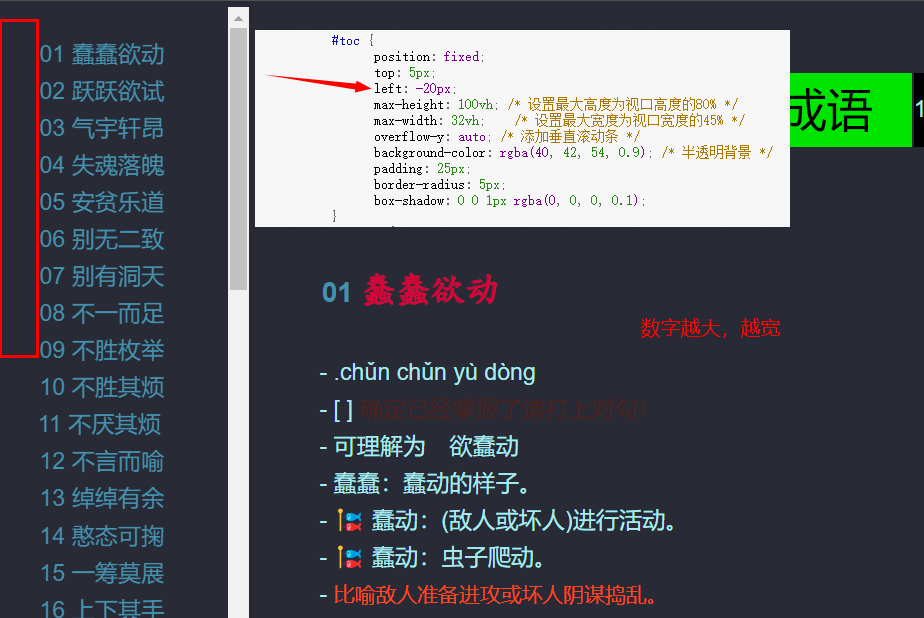 01 蠢蠢欲动
02 跃跃欲试
03 气宇轩昂
04 失魂落魄
05 安贫乐道
06 别无二致
07 别有洞天
08 不一而足
09 不胜枚举
10 不胜其烦
11 不厌其烦
12 不言而喻
13 绰绰有余
14 憨态可掬
15 一筹莫展
16 上下其手
#toc {
position: fixed;
top: 5px;
left: -20px;
max-height: 100vh; /* 设置最大高度为视口高度的80% */
max-width: 32vh; /* 设置最大宽度为视口宽度的45% */
overflow-y: auto; /* 添加垂直滚动条 */
background-color: rgba(40, 42, 54, 0.9); /* 半透明背景 */
padding: 25px;
border-radius: 5px;
box-shadow: 0 0 1px rgba(0, 0, 0, 0.1);
}
成语
1
01 蠢蠢欲动
数字越大，越宽
- .chǔn chǔn yù dòng
- [ ] 确定已经掌握了俩打上对勾！
- 可理解为 欲蠢动
- 蠢蠢：蠢动的样子。
- 蠢动：(敌人或坏人)进行活动。
- 蠢动：虫子爬动。
- 比喻敌人准备进攻或坏人阴谋捣乱。